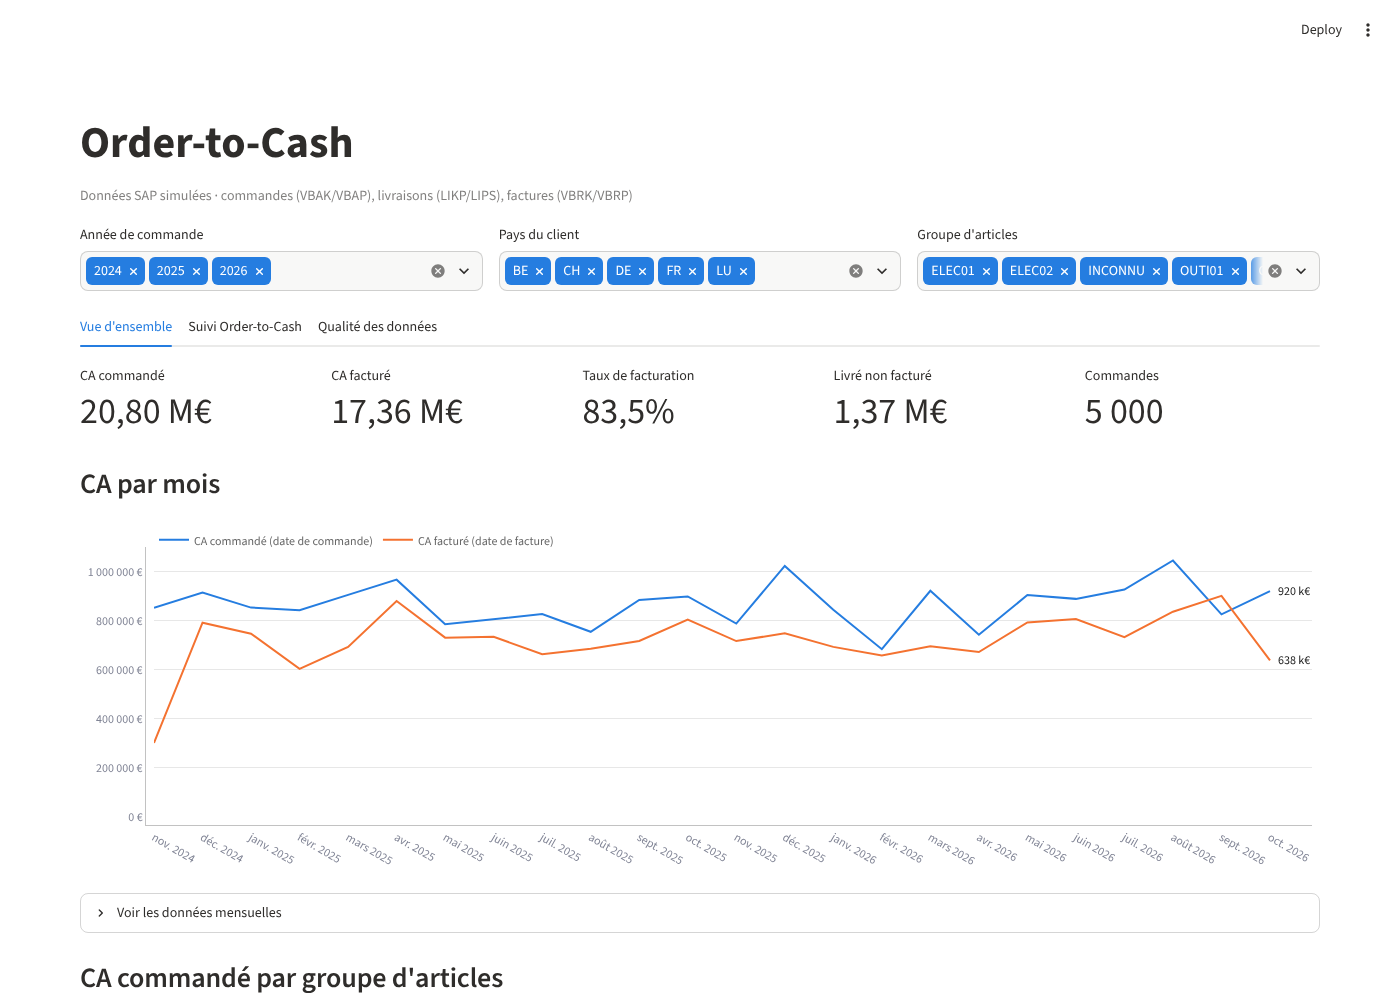 Deploy
Order-to-Cash
Données SAP simulées · commandes (VBAK/VBAP), livraisons (LIKP/LIPS), factures (VBRK/VBRP)
Année de commande
Pays du client
Groupe d'articles
2024 2025 2026
BE CH DE FR LU
ELEC01 ELEC02 INCONNU OUTI01
Vue d'ensemble Suivi Order-to-Cash Qualité des données
CA commandé
CA facturé
Taux de facturation
Livré non facturé
Commandes
20,80 M€
17,36 M€
83,5%
1,37 M€
5 000
CA par mois
CA commandé (date de commande) CA facturé (date de facture)
1 000 000 €
800 000 €
600 000 €
400 000 €
200 000 €
0 €
920 k€
638 k€
nov. 2024
déc. 2024
janv. 2025
févr. 2025
mars 2025
avr. 2025
mai 2025
juin 2025
juil. 2025
août 2025
sept. 2025
oct. 2025
nov. 2025
déc. 2025
janv. 2026
févr. 2026
mars 2026
avr. 2026
mai 2026
juin 2026
juil. 2026
août 2026
sept. 2026
oct. 2026
Voir les données mensuelles
CA commandé par groupe d'articles